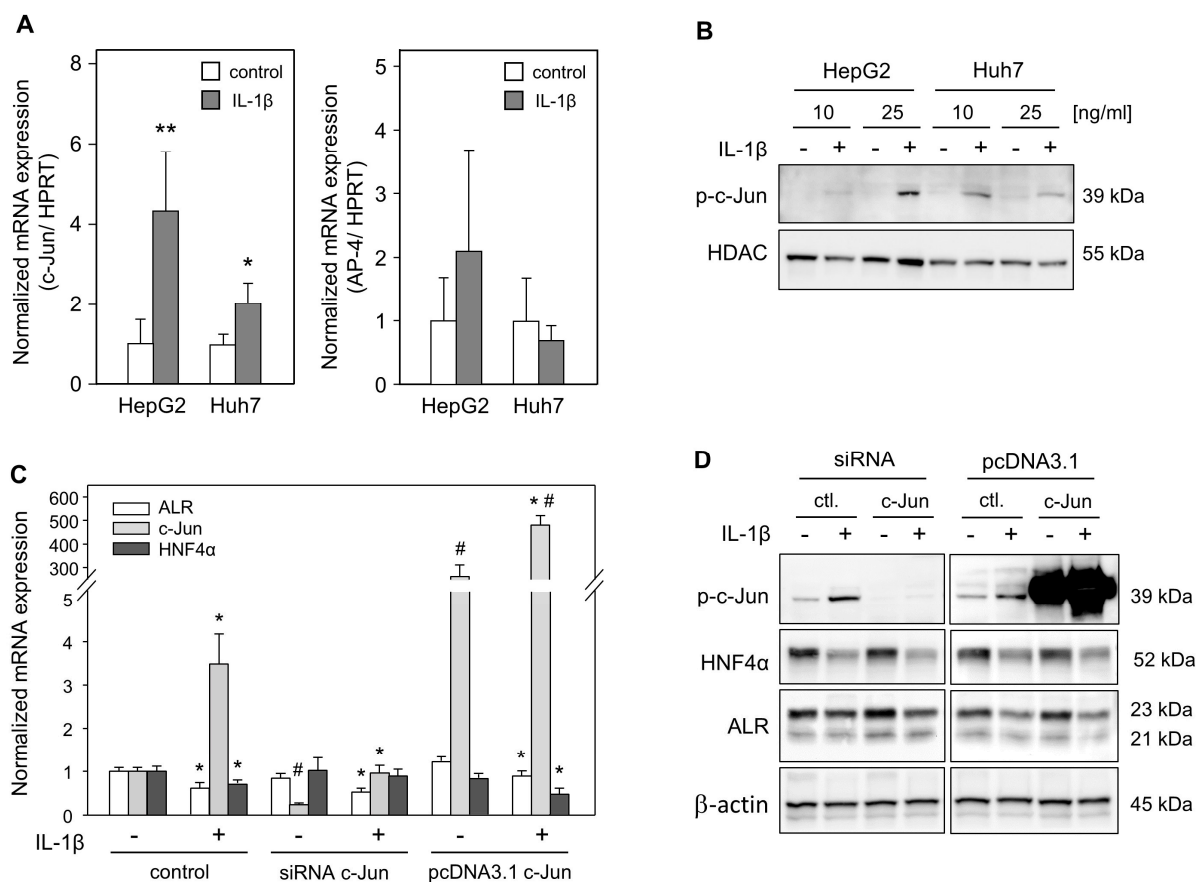 A
Normalized mRNA expression
(c-Jun/ HPRT)
8
6
4
2
0
control
IL-1β
**
*
HepG2 Huh7
Normalized mRNA expression
(AP-4/ HPRT)
5
4
3
2
1
0
control
IL-1β
HepG2 Huh7
B
HepG2 Huh7
10 25 10 25 [ng/ml]
IL-1β - + - + - + - +
p-c-Jun 39 kDa
HDAC 55 kDa
C
Normalized mRNA expression
600
500
400
300
5
4
3
2
1
0
ALR
c-Jun
HNF4α
* * * # * * # * * # *
IL-1β - + - + - +
control siRNA c-Jun pcDNA3.1 c-Jun
D
siRNA pcDNA3.1
ctl. c-Jun ctl. c-Jun
IL-1β - + - + - + - +
p-c-Jun 39 kDa
HNF4α 52 kDa
ALR 23 kDa
21 kDa
β-actin 45 kDa